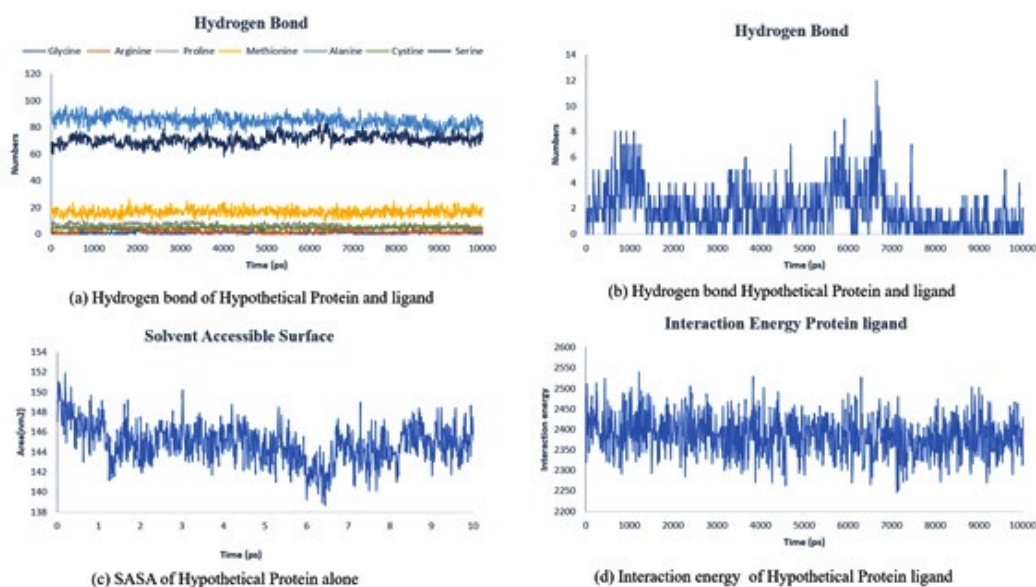 Hydrogen Bond
Glycine Arginine Proline Methionine Alanine Cystine Serine
120
100
80
60
40
20
0
Numbers
0 1000 2000 3000 4000 5000 6000 7000 8000 9000 10000
Time (ps)
(a) Hydrogen bond of Hypothetical Protein and ligand
Hydrogen Bond
14
12
10
8
6
4
2
0
Numbers
0 1000 2000 3000 4000 5000 6000 7000 8000 9000 10000
Time (ps)
(b) Hydrogen bond Hypothetical Protein and ligand
Solvent Accessible Surface
154
152
150
148
146
144
142
140
138
Area(nm2)
0 1 2 3 4 5 6 7 8 9 10
Time (ps)
(c) SASA of Hypothetical Protein alone
Interaction Energy Protein ligand
2600
2550
2500
2450
2400
2350
2300
2250
2200
Interaction energy
0 1000 2000 3000 4000 5000 6000 7000 8000 9000 10000
Time (ps)
(d) Interaction energy of Hypothetical Protein ligand